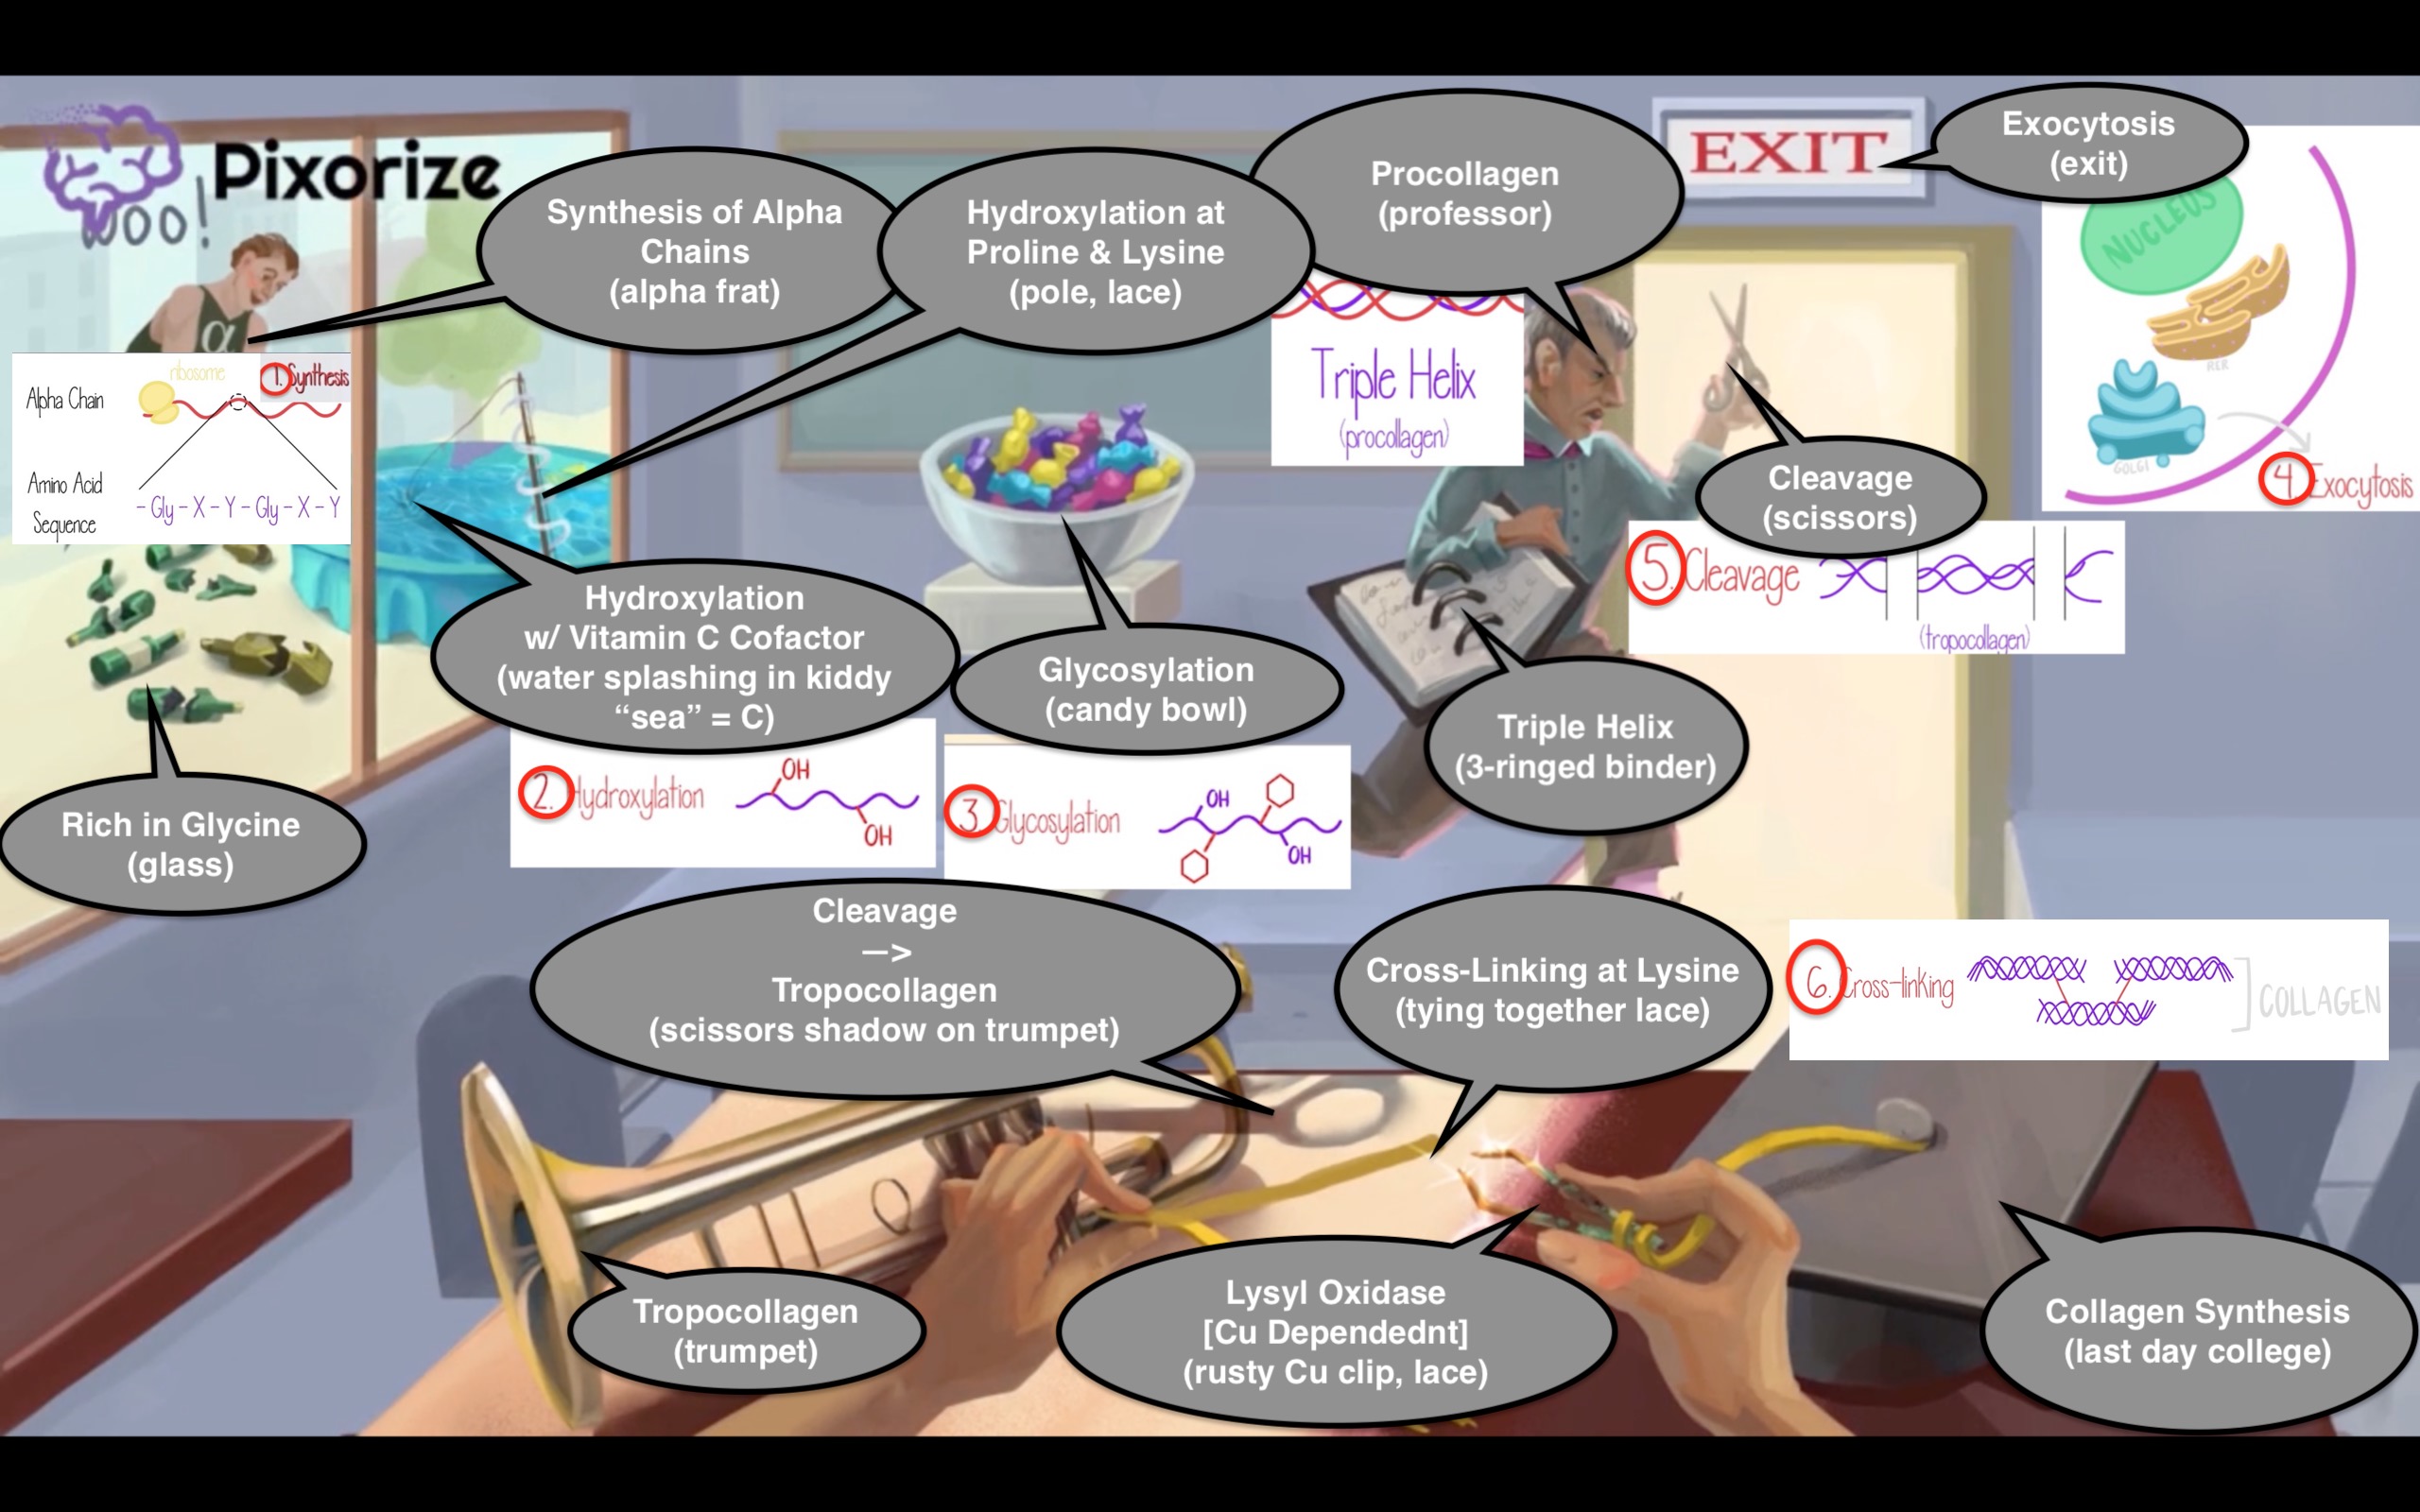 Pixorize
WOO!
α
Synthesis of Alpha
Chains
(alpha frat)
Hydroxylation at
Proline & Lysine
(pole, lace)
Procollagen
(professor)
EXIT
Exocytosis
(exit)
NUCLEUS
RER
GOLGI
4 Exocytosis
Triple Helix
(procollagen)
Cleavage
(scissors)
5. Cleavage
(tropocollagen)
ribosome
1. Synthesis
Alpha Chain
Amino Acid
Sequence
- Gly - X - Y - Gly - X - Y
Hydroxylation
w/ Vitamin C Cofactor
(water splashing in kiddy
“sea” = C)
Glycosylation
(candy bowl)
Triple Helix
(3-ringed binder)
Rich in Glycine
(glass)
2. Hydroxylation
OH
OH
3. Glycosylation
OH
OH
Cleavage
—>
Tropocollagen
(scissors shadow on trumpet)
Cross-Linking at Lysine
(tying together lace)
6. Cross-linking
COLLAGEN
Tropocollagen
(trumpet)
Lysyl Oxidase
[Cu Dependednt]
(rusty Cu clip, lace)
Collagen Synthesis
(last day college)